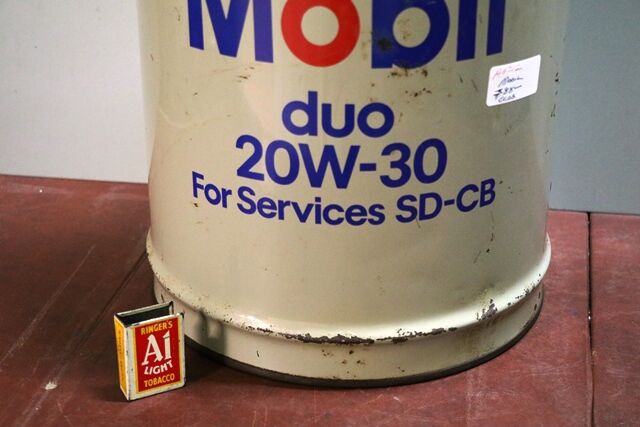 Mobil
duo
20W-30
For Services SD-CB
RINGER'S
A1
LIGHT
TOBACCO